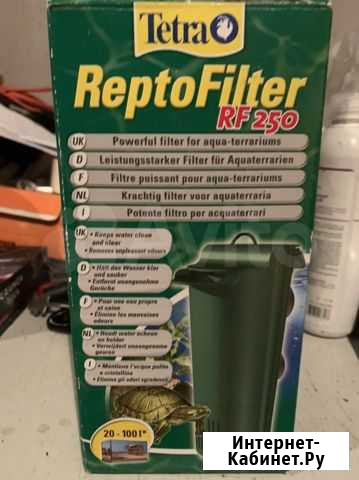 Tetra
ReptoFilter
RF 250
UK Powerful filter for aqua-terrariums
D Leistungsstarker Filter für Aquaterrarien
F Filtre puissant pour aqua-terrariums
NL Krachtig filter voor aquaterraria
I Potente filtro per acquaterrari
UK • Keeps water clean
and clear
• Removes unpleasant odours
D • Hält das Wasser klar
und sauber
• Entfernt unangenehme
Gerüche
F • Pour une eau propre
et saine
• Elimine les mauvaises
odeurs
NL • Houdt water schoon
en helder
• Verwijdert onaangename
geuren
I • Mantiene l'acqua pulita
e cristallina
• Elimina gli odori sgradevoli
20 - 100 l*
Интернет-
Кабинет.Ру